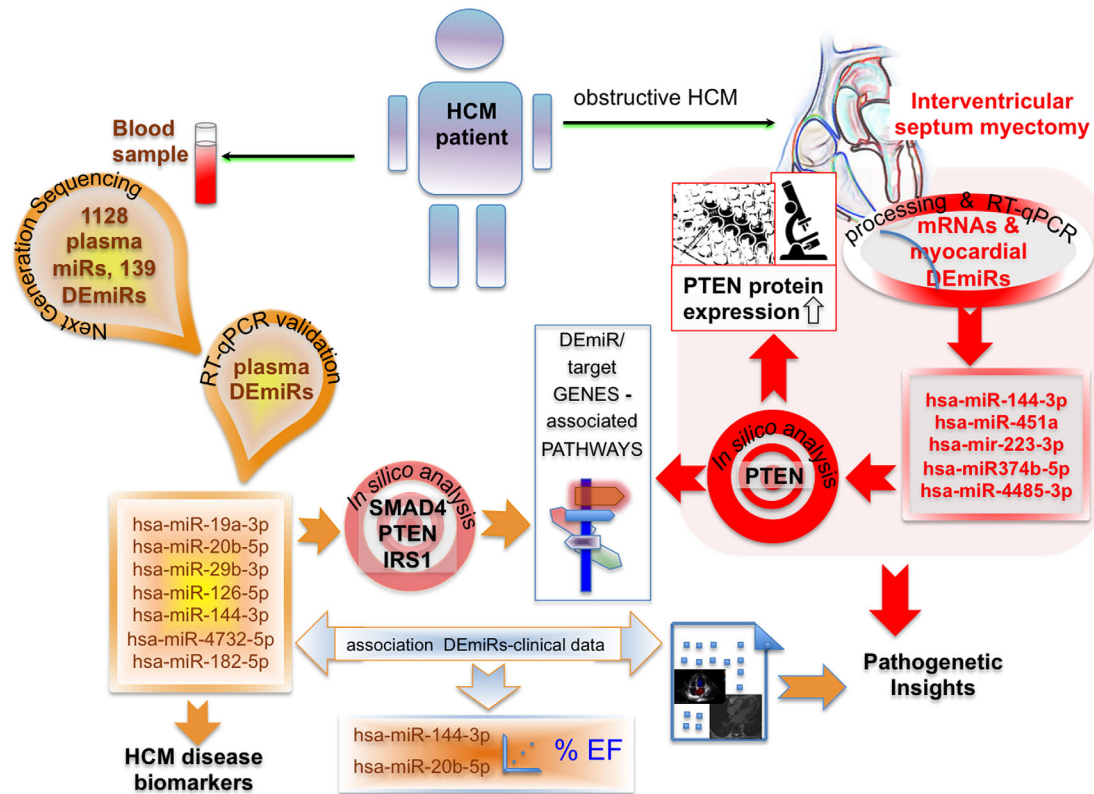 HCM
patient
obstructive HCM
Interventricular
septum myectomy
Blood
sample
Next Generation Sequencing
1128
plasma
miRs, 139
DEmiRs
RT-qPCR validation
plasma
DEmiRs
processing & RT-qPCR
mRNAs &
myocardial
DEmiRs
PTEN protein
expression
hsa-miR-144-3p
hsa-miR-451a
hsa-mir-223-3p
hsa-miR374b-5p
hsa-miR-4485-3p
In silico analysis
PTEN
DEmiR/
target
GENES -
associated
PATHWAYS
In silico analysis
SMAD4
PTEN
IRS1
hsa-miR-19a-3p
hsa-miR-20b-5p
hsa-miR-29b-3p
hsa-miR-126-5p
hsa-miR-144-3p
hsa-miR-4732-5p
hsa-miR-182-5p
association DEmiRs-clinical data
Pathogenetic
Insights
HCM disease
biomarkers
hsa-miR-144-3p
hsa-miR-20b-5p
% EF